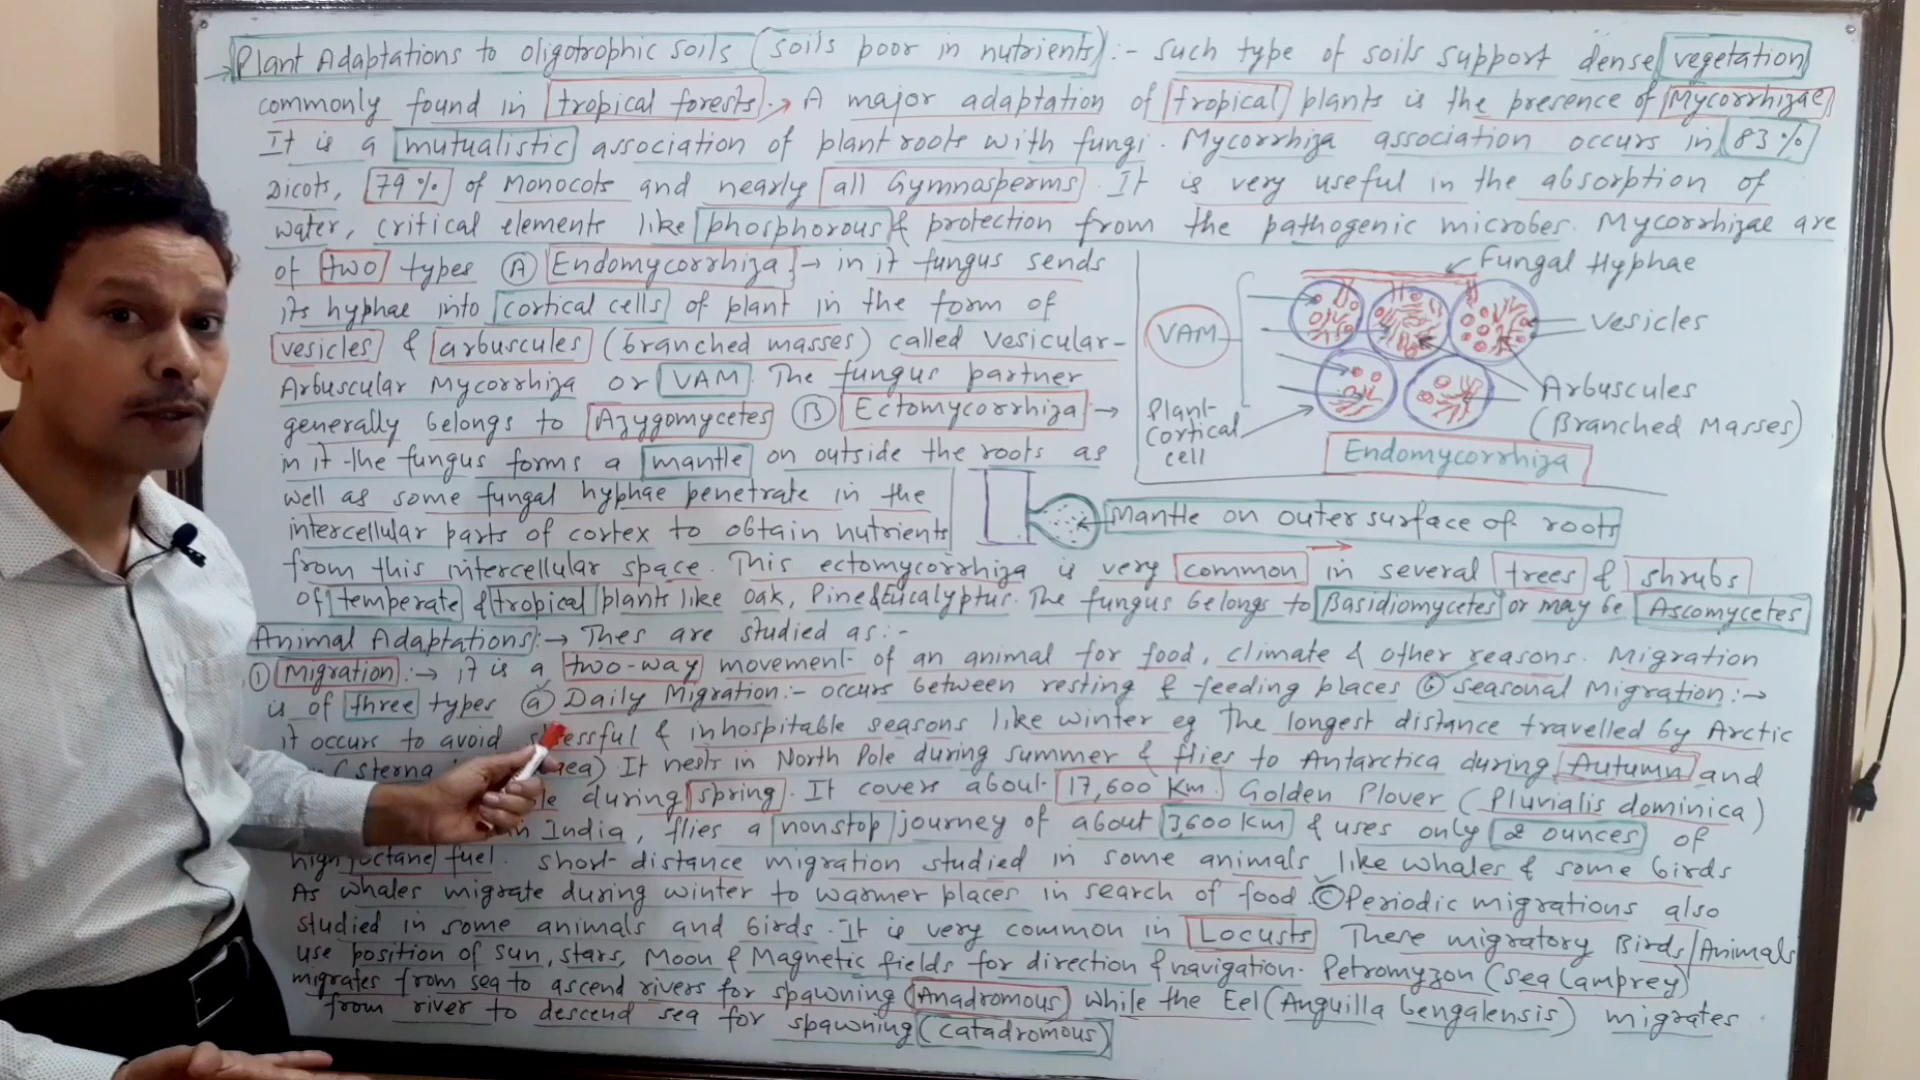 Plant Adaptations to oligotrophic soils (soils poor in nutrients) :- such type of soils support dense vegetation
commonly found in tropical forests. → A major adaptation of tropical plants is the presence of Mycorrhizae
It is a mutualistic association of plant roots with fungi. Mycorrhiza association occurs in 83%
Dicots, 79% of Monocots and nearly all Gymnosperms. It is very useful in the absorption of
water, critical elements like phosphorous & protection from the pathogenic microbes. Mycorrhizae are
of two types (A) Endomycorrhiza → in it fungus sends
its hyphae into cortical cells of plant in the form of
vesicles & arbuscules (branched masses) called Vesicular-
Arbuscular Mycorrhiza or VAM. The fungus partner
generally belongs to Azygomycetes (B) Ectomycorrhiza →
in it the fungus forms a mantle on outside the roots as
well as some fungal hyphae penetrate in the
intercellular parts of cortex to obtain nutrients
Fungal Hyphae
VAM
Vesicles
Arbuscules
(Branched Masses)
Plant-
cortical
cell
Endomycorrhiza
Mantle on outer surface of roots
from this intercellular space. This ectomycorrhiza is very common in several trees & shrubs
of temperate & tropical plants like Oak, Pine & Eucalyptus. The fungus belongs to Basidiomycetes or may be Ascomycetes
Animal Adaptations :→ Thes are studied as :-
① Migration :→ it is a two-way movement of an animal for food, climate & other reasons. Migration
is of three types (a) Daily Migration :- occurs between resting & feeding places (b) seasonal Migration :→
it occurs to avoid stressful & inhospitable seasons like winter eg The longest distance travelled by Arctic
(sterna aea) It nests in North Pole during summer & flies to Antarctica during Autumn and
during spring. It covers about 17,600 Km. Golden Plover (Pluvialis dominica)
in India, flies a nonstop journey of about 3,600 Km & uses only 2 ounces of
high octane fuel. short-distance migration studied in some animals like whales & some birds
As whales migrate during winter to warmer places in search of food. (c) Periodic migrations also
studied in some animals and birds. It is very common in Locusts These migratory Birds/Animals
use position of sun, stars, Moon & Magnetic fields for direction & navigation. Petromyzon (Sea Lamprey)
migrates from sea to ascend rivers for spawning (Anadromous) while the Eel (Anguilla bengalensis) migrates
from river to descend sea for spawning (catadromous)